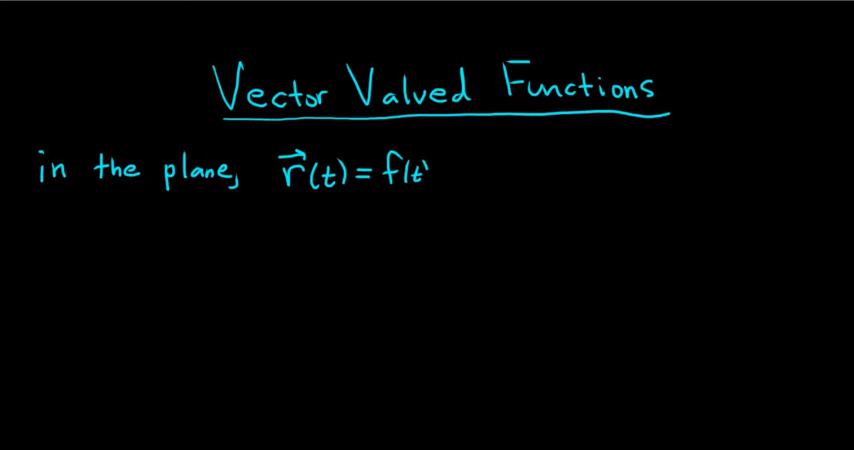 Vector Valued Functions
in the plane, r⃗(t) = f(t)